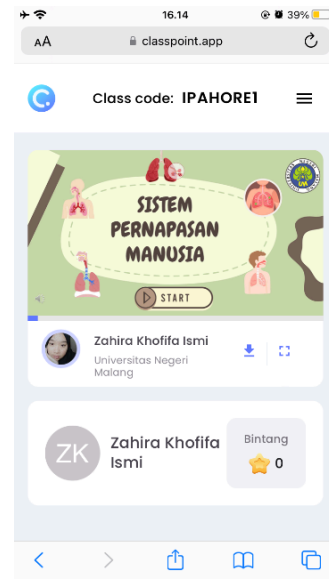 16.14
39%
AA
classpoint.app
Class code: IPAHORE1
SISTEM
PERNAPASAN
MANUSIA
START
Zahira Khofifa Ismi
Universitas Negeri
Malang
ZK
Zahira Khofifa
Ismi
Bintang
0